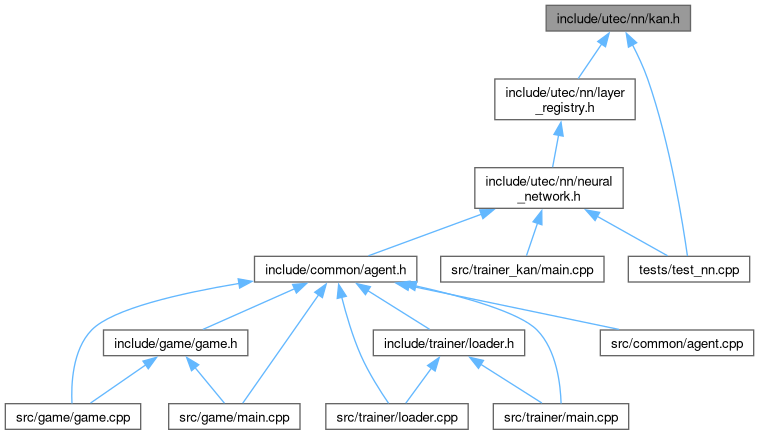 include/utec/nn/kan.h
include/utec/nn/layer
_registry.h
include/utec/nn/neural
_network.h
include/common/agent.h
src/trainer_kan/main.cpp
tests/test_nn.cpp
include/game/game.h
include/trainer/loader.h
src/common/agent.cpp
src/game/game.cpp
src/game/main.cpp
src/trainer/loader.cpp
src/trainer/main.cpp